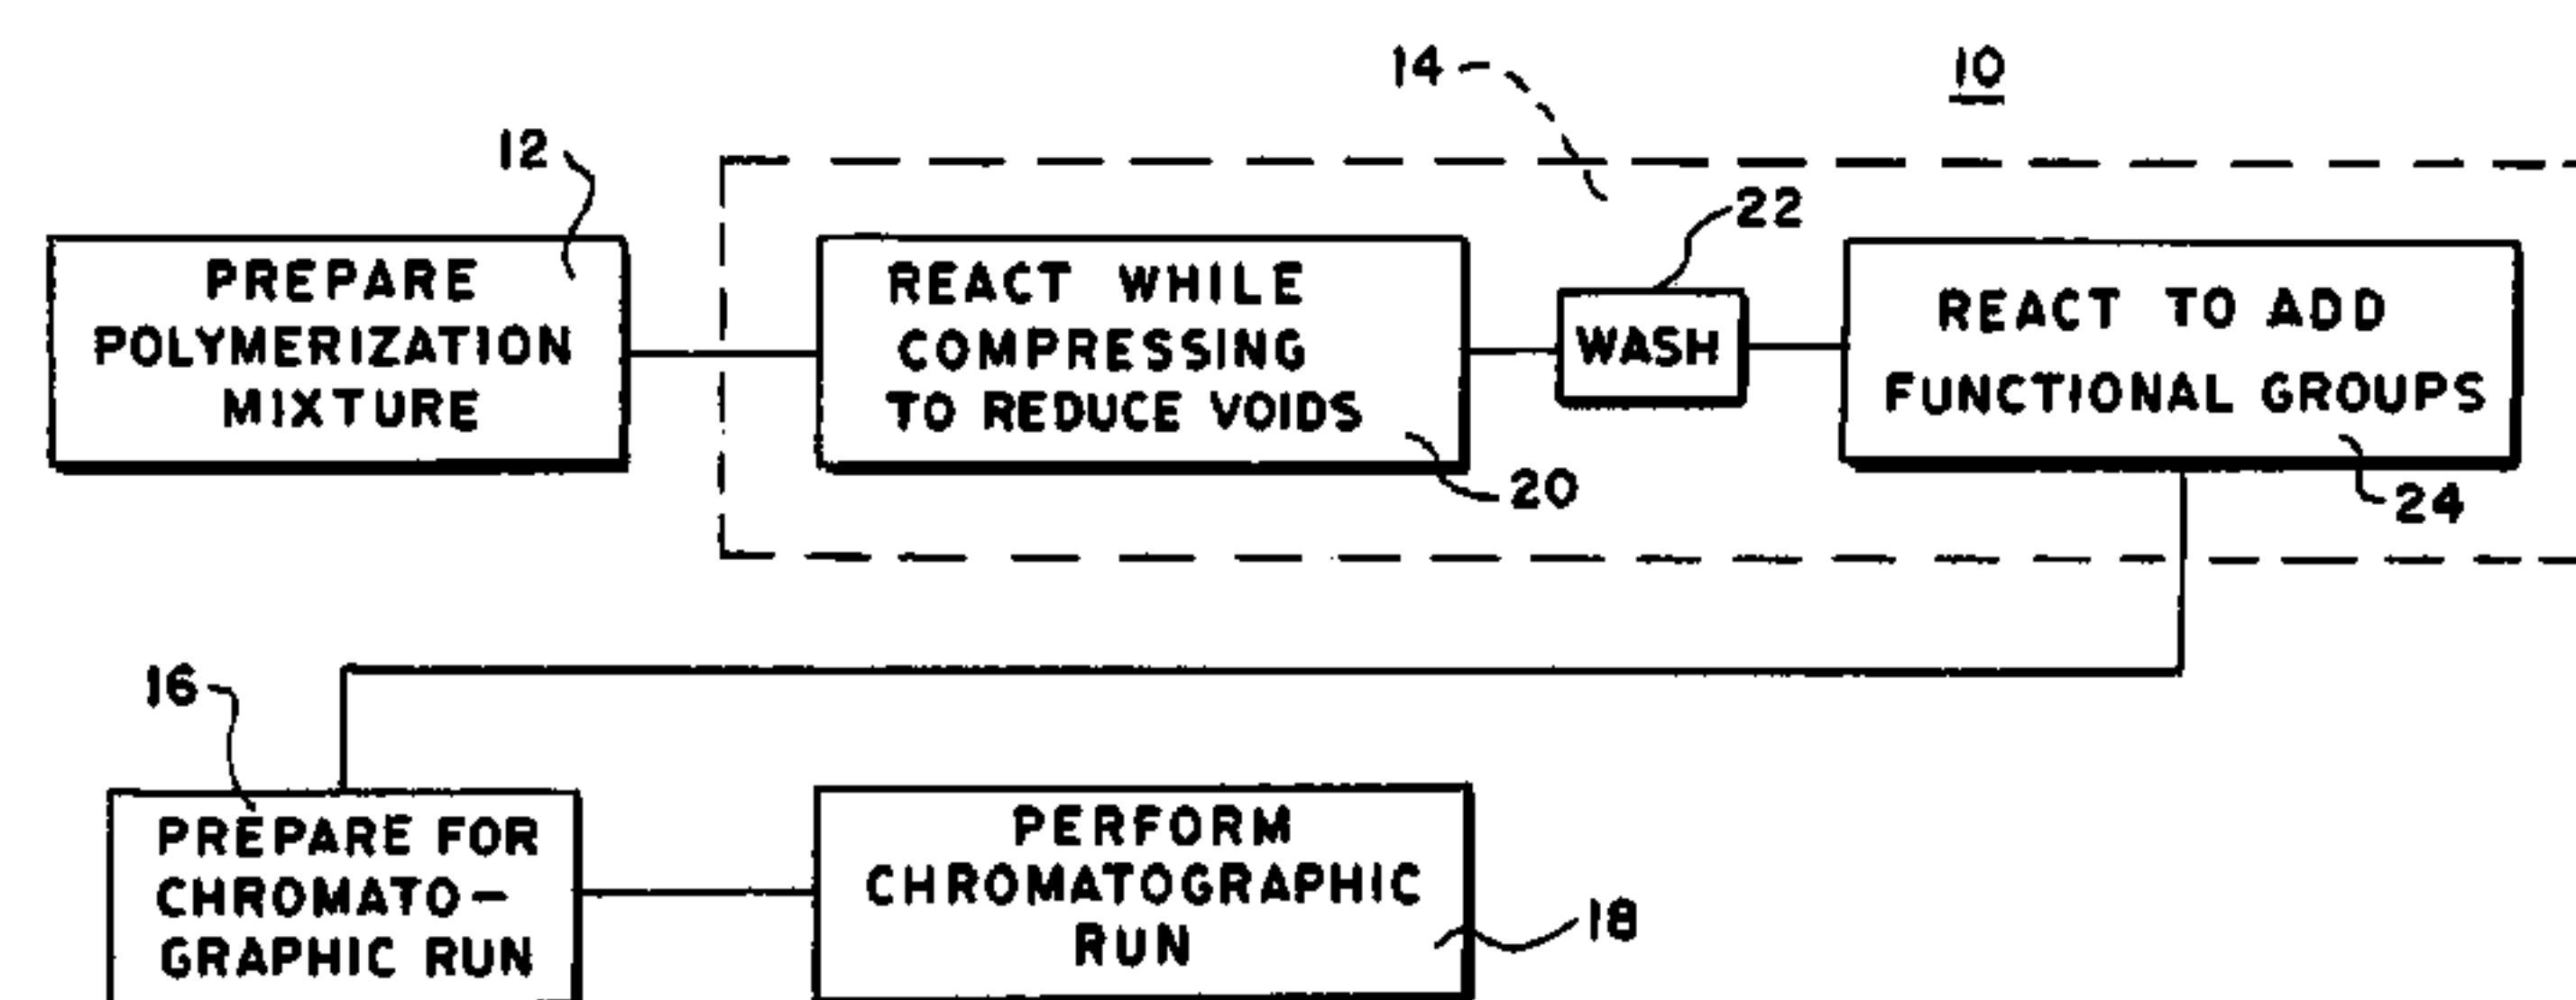 10
14
12
22
PREPARE
POLYMERIZATION
MIXTURE
REACT WHILE
COMPRESSING
TO REDUCE VOIDS
WASH
REACT TO ADD
FUNCTIONAL GROUPS
20
24
16
PREPARE FOR
CHROMATO-
GRAPHIC RUN
PERFORM
CHROMATOGRAPHIC
RUN
18